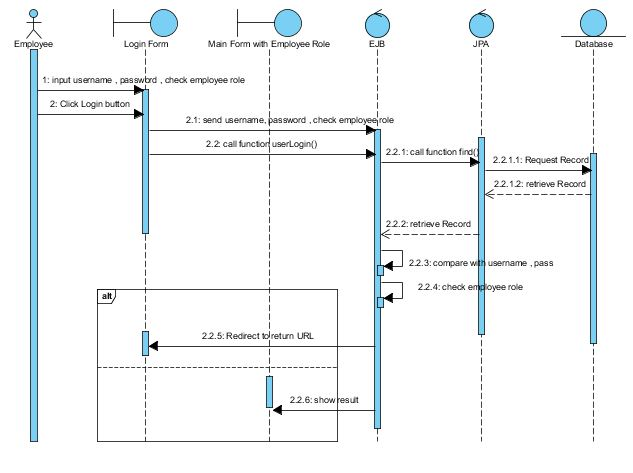 Employee
Login Form
Main Form with Employee Role
EJB
JPA
Database
1: input username , password , check employee role
2: Click Login button
2.1: send username, password , check employee role
2.2: call function userLogin()
2.2.1: call function find()
2.2.1.1: Request Record
2.2.1.2: retrieve Record
2.2.2: retrieve Record
2.2.3: compare with username , pass
2.2.4: check employee role
alt
2.2.5: Redirect to return URL
2.2.6: show result